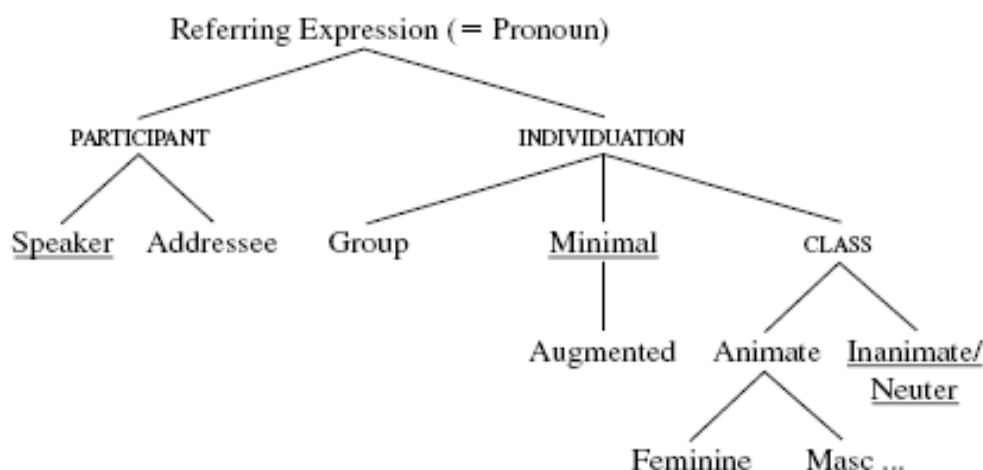 Referring Expression (= Pronoun)
PARTICIPANT INDIVIDUATION
Speaker Addressee Group Minimal CLASS
Augmented Animate Inanimate/
Neuter
Feminine Masc ...